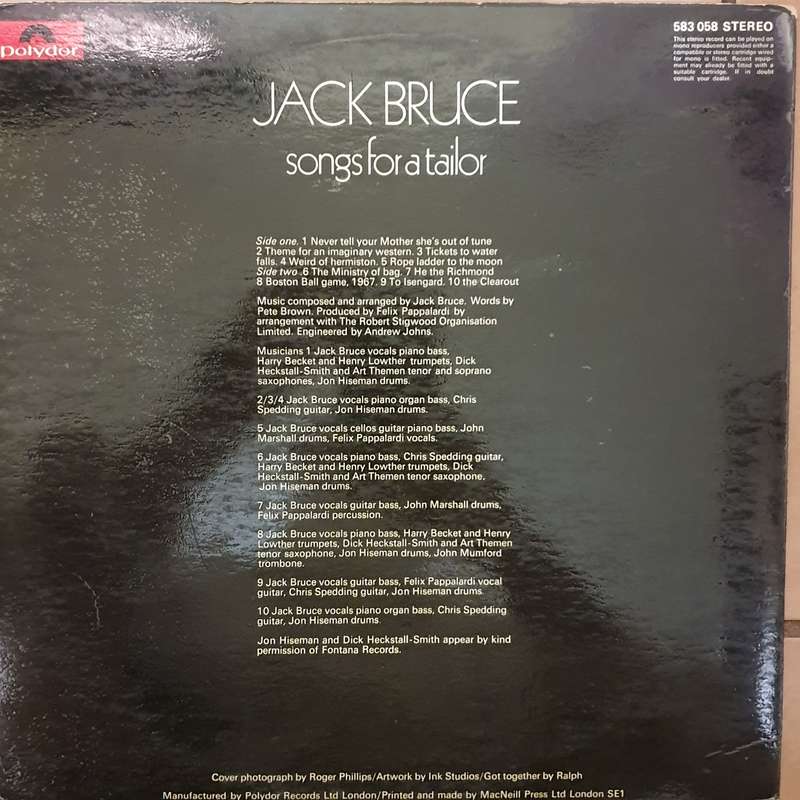 Polydor
583 058 STEREO
This stereo record can be played on
mono reproducers provided either a
compatible or stereo cartridge wired
for mono is fitted. Recent equip-
ment may already be fitted with a
suitable cartridge. If in doubt
consult your dealer.
JACK BRUCE
songs for a tailor
Side one. 1 Never tell your Mother she's out of tune
2 Theme for an imaginary western. 3 Tickets to water
falls. 4 Weird of hermiston. 5 Rope ladder to the moon
Side two .6 The Ministry of bag. 7 He the Richmond
8 Boston Ball game, 1967. 9 To Isengard. 10 the Clearout
Music composed and arranged by Jack Bruce. Words by
Pete Brown. Produced by Felix Pappalardi by
arrangement with The Robert Stigwood Organisation
Limited. Engineered by Andrew Johns.
Musicians 1 Jack Bruce vocals piano bass,
Harry Becket and Henry Lowther trumpets, Dick
Heckstall-Smith and Art Themen tenor and soprano
saxophones, Jon Hiseman drums.
2/3/4 Jack Bruce vocals piano organ bass, Chris
Spedding guitar, Jon Hiseman drums.
5 Jack Bruce vocals cellos guitar piano bass, John
Marshall drums, Felix Pappalardi vocals.
6 Jack Bruce vocals piano bass, Chris Spedding guitar,
Harry Becket and Henry Lowther trumpets, Dick
Heckstall-Smith and Art Themen tenor saxophone,
Jon Hiseman drums.
7 Jack Bruce vocals guitar bass, John Marshall drums,
Felix Pappalardi percussion.
8 Jack Bruce vocals piano bass, Harry Becket and Henry
Lowther trumpets, Dick Heckstall-Smith and Art Themen
tenor saxophone, Jon Hiseman drums, John Mumford
trombone.
9 Jack Bruce vocals guitar bass, Felix Pappalardi vocal
guitar, Chris Spedding guitar, Jon Hiseman drums.
10 Jack Bruce vocals piano organ bass, Chris Spedding
guitar, Jon Hiseman drums.
Jon Hiseman and Dick Heckstall-Smith appear by kind
permission of Fontana Records.
Cover photograph by Roger Phillips/Artwork by Ink Studios/Got together by Ralph
Manufactured by Polydor Records Ltd London/Printed and made by MacNeill Press Ltd London SE1